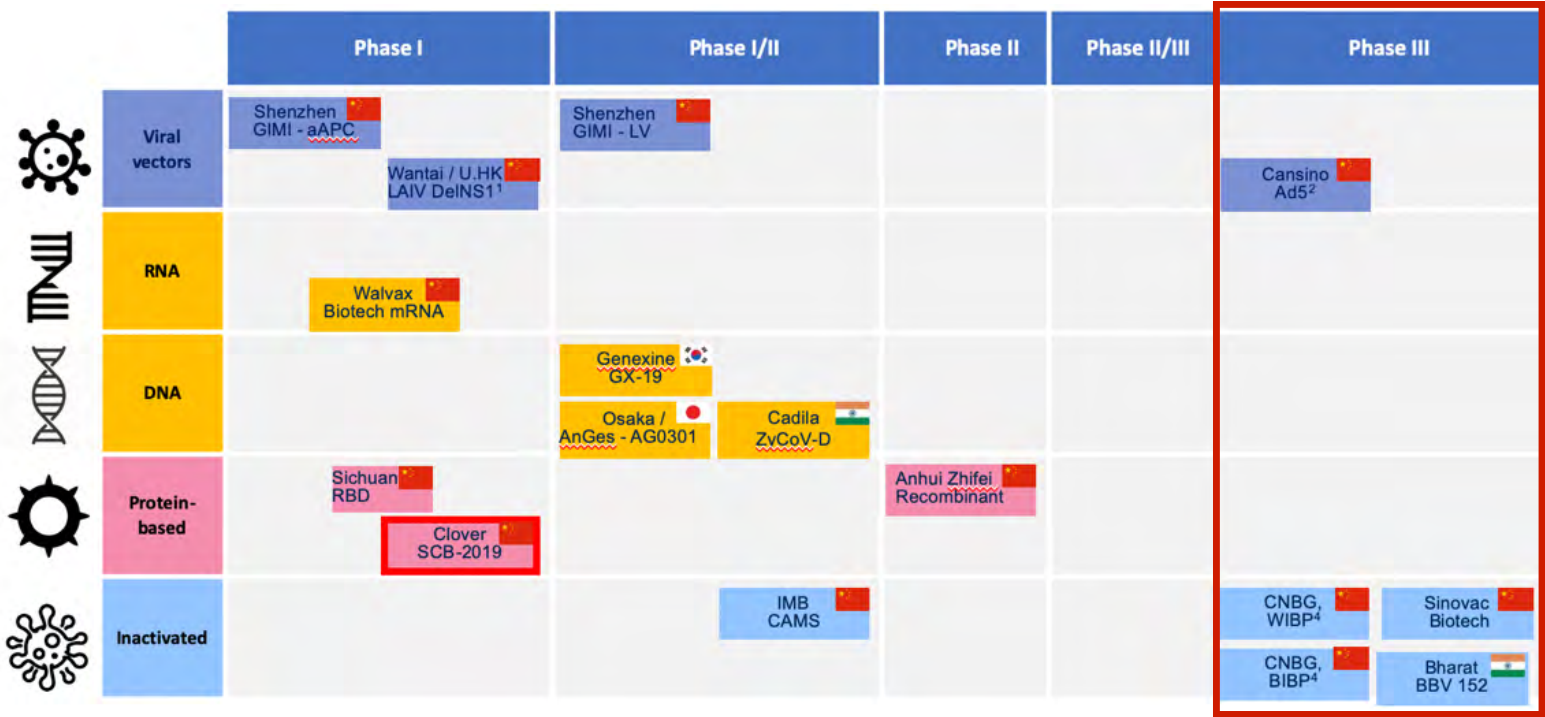 Phase I
Phase I/II
Phase II
Phase II/III
Phase III
Viral
vectors
Shenzhen
GIMI - aAPC
Wantai / U.HK
LAIV DelNS1¹
Shenzhen
GIMI - LV
Cansino
Ad5²
RNA
Walvax
Biotech mRNA
DNA
Genexine
GX-19
Osaka /
AnGes - AG0301
Cadila
ZyCoV-D
Protein-
based
Sichuan
RBD
Clover
SCB-2019
Anhui Zhifei
Recombinant
Inactivated
IMB
CAMS
CNBG,
WIBP⁴
Sinovac
Biotech
CNBG,
BIBP⁴
Bharat
BBV 152